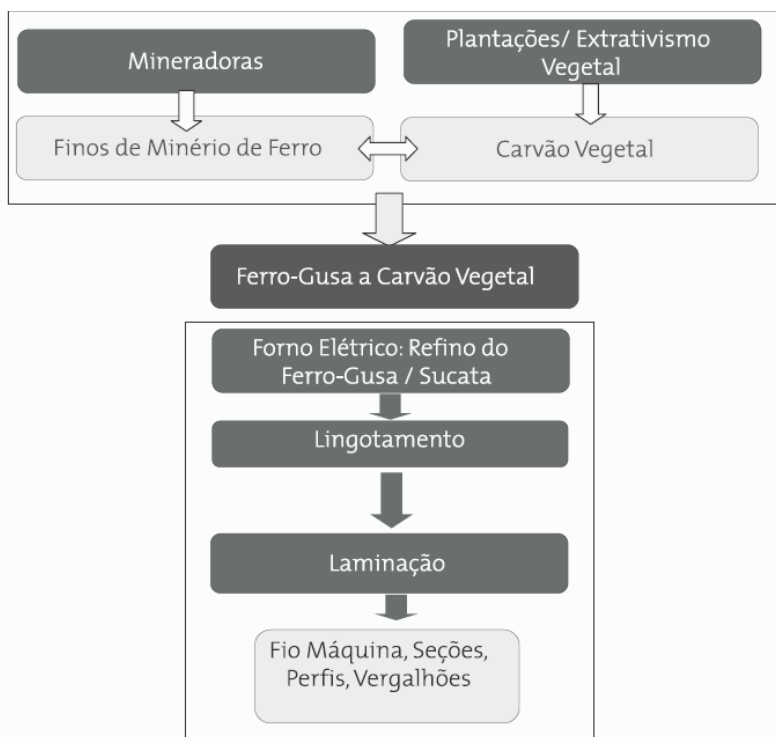 Mineradoras
Plantações/ Extrativismo
Vegetal
Finos de Minério de Ferro
Carvão Vegetal
Ferro-Gusa a Carvão Vegetal
Forno Elétrico: Refino do
Ferro-Gusa / Sucata
Lingotamento
Laminação
Fio Máquina, Seções,
Perfis, Vergalhões